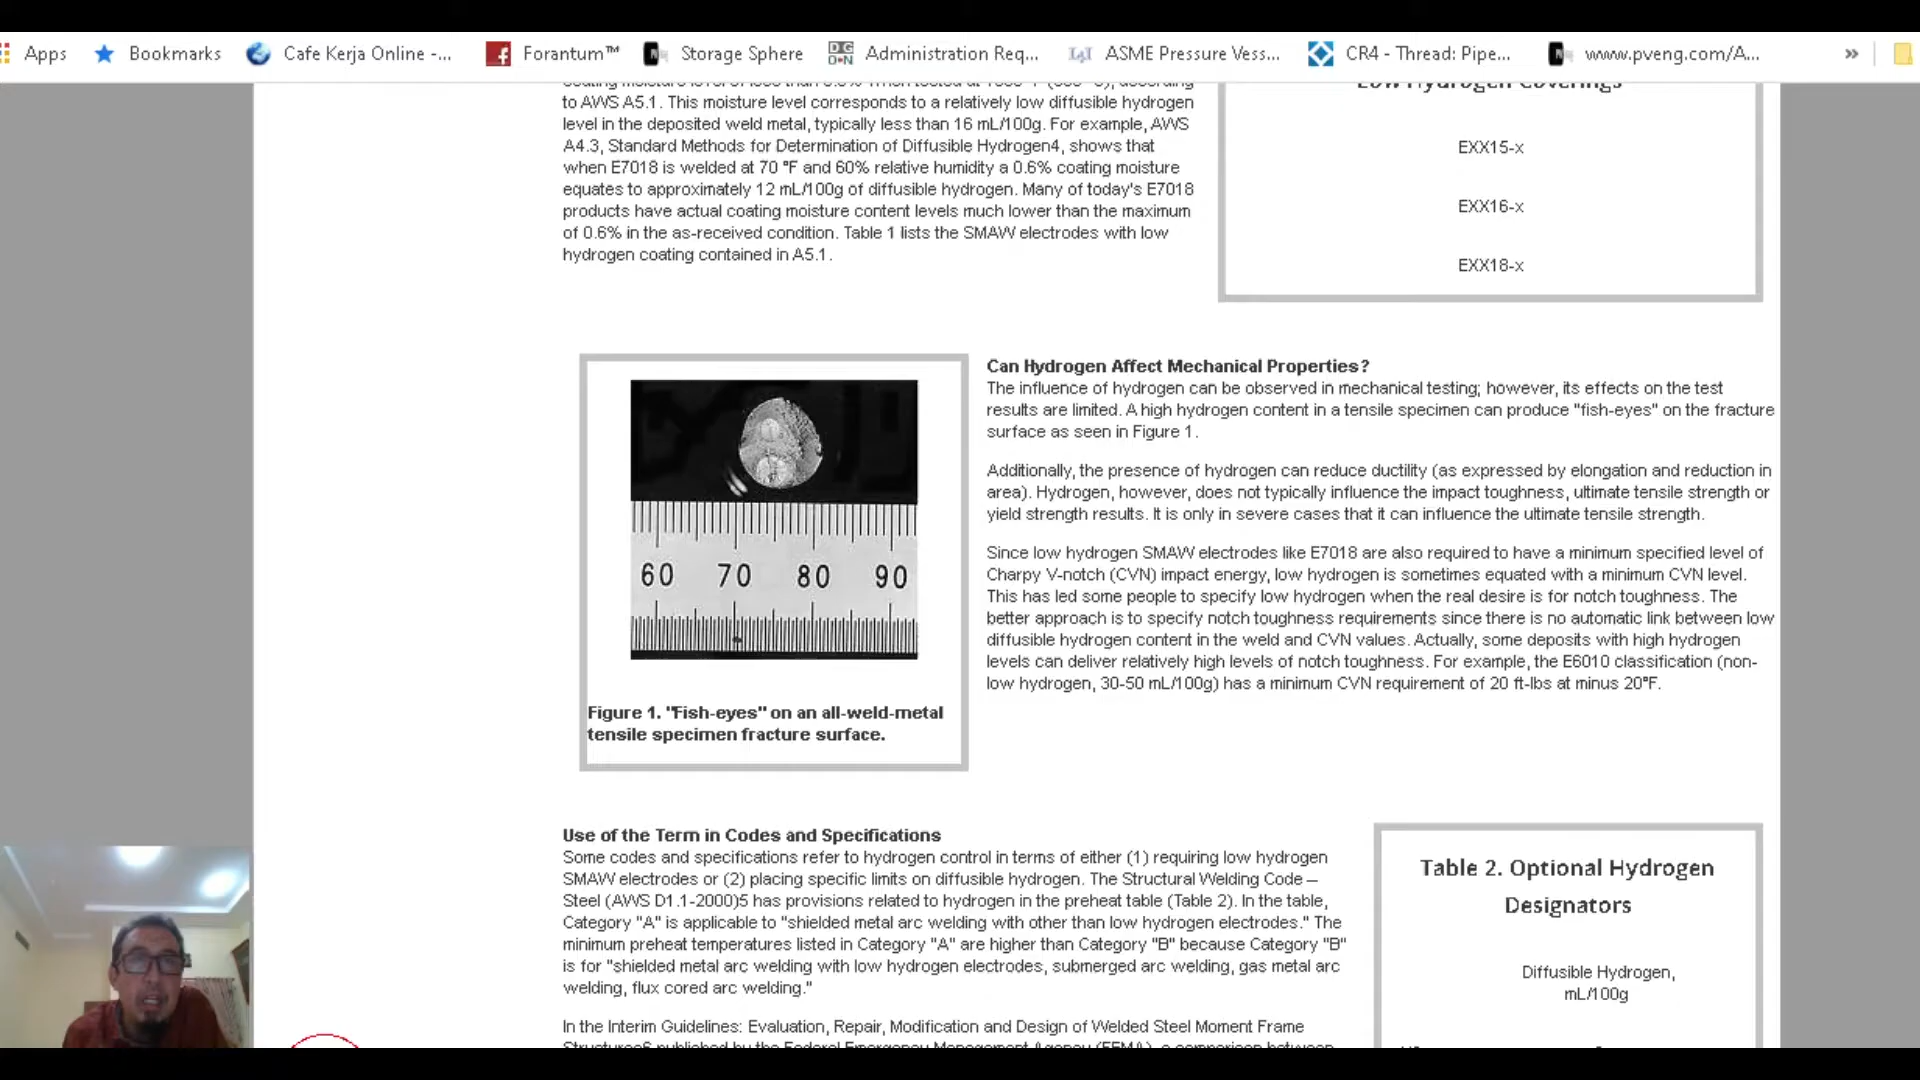 Apps Bookmarks Cafe Kerja Online -... Forantum™ Storage Sphere Administration Req... ASME Pressure Vess... CR4 - Thread: Pipe... www.pveng.com/A... »
to AWS A5.1. This moisture level corresponds to a relatively low diffusible hydrogen
level in the deposited weld metal, typically less than 16 mL/100g. For example, AWS
A4.3, Standard Methods for Determination of Diffusible Hydrogen4, shows that
when E7018 is welded at 70 °F and 60% relative humidity a 0.6% coating moisture
equates to approximately 12 mL/100g of diffusible hydrogen. Many of today's E7018
products have actual coating moisture content levels much lower than the maximum
of 0.6% in the as-received condition. Table 1 lists the SMAW electrodes with low
hydrogen coating contained in A5.1.
Low Hydrogen Coverings
EXX15-x
EXX16-x
EXX18-x
60 70 80 90
Figure 1. "Fish-eyes" on an all-weld-metal
tensile specimen fracture surface.
Can Hydrogen Affect Mechanical Properties?
The influence of hydrogen can be observed in mechanical testing; however, its effects on the test
results are limited. A high hydrogen content in a tensile specimen can produce "fish-eyes" on the fracture
surface as seen in Figure 1.
Additionally, the presence of hydrogen can reduce ductility (as expressed by elongation and reduction in
area). Hydrogen, however, does not typically influence the impact toughness, ultimate tensile strength or
yield strength results. It is only in severe cases that it can influence the ultimate tensile strength.
Since low hydrogen SMAW electrodes like E7018 are also required to have a minimum specified level of
Charpy V-notch (CVN) impact energy, low hydrogen is sometimes equated with a minimum CVN level.
This has led some people to specify low hydrogen when the real desire is for notch toughness. The
better approach is to specify notch toughness requirements since there is no automatic link between low
diffusible hydrogen content in the weld and CVN values. Actually, some deposits with high hydrogen
levels can deliver relatively high levels of notch toughness. For example, the E6010 classification (non-
low hydrogen, 30-50 mL/100g) has a minimum CVN requirement of 20 ft-lbs at minus 20°F.
Use of the Term in Codes and Specifications
Some codes and specifications refer to hydrogen control in terms of either (1) requiring low hydrogen
SMAW electrodes or (2) placing specific limits on diffusible hydrogen. The Structural Welding Code –
Steel (AWS D1.1-2000)5 has provisions related to hydrogen in the preheat table (Table 2). In the table,
Category "A" is applicable to "shielded metal arc welding with other than low hydrogen electrodes." The
minimum preheat temperatures listed in Category "A" are higher than Category "B" because Category "B"
is for "shielded metal arc welding with low hydrogen electrodes, submerged arc welding, gas metal arc
welding, flux cored arc welding."
In the Interim Guidelines: Evaluation, Repair, Modification and Design of Welded Steel Moment Frame
Structures6 published by the Federal Emergency Management Agency (FEMA), a comparison between
Table 2. Optional Hydrogen
Designators
Diffusible Hydrogen,
mL/100g